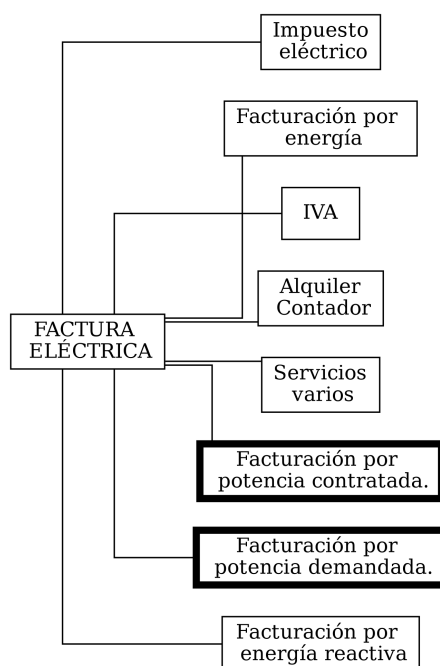 Impuesto
eléctrico
Facturación por
energía
IVA
Alquiler
Contador
FACTURA
ELÉCTRICA
Servicios
varios
Facturación por
potencia contratada.
Facturación por
potencia demandada.
Facturación por
energía reactiva